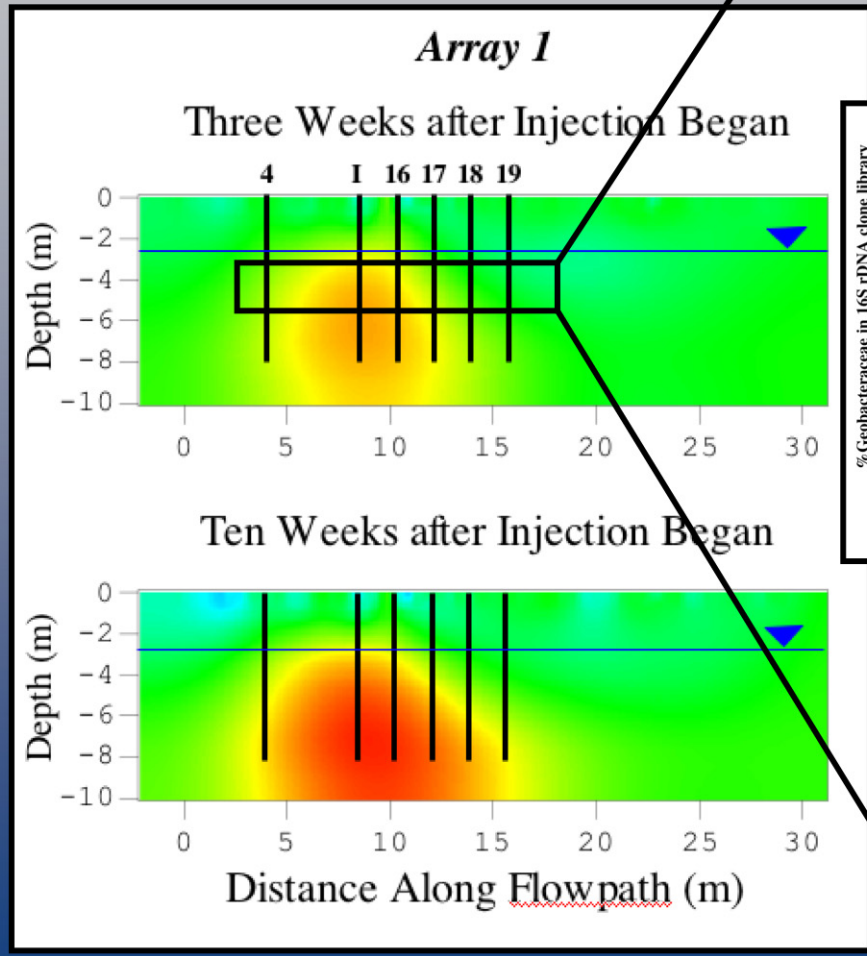 Array 1
Three Weeks after Injection Began
4 I 16 17 18 19
0
-2
-4
-6
-8
-10
Depth (m)
0 5 10 15 20 25 30
%Geobacteraceae in 16S rDNA clone library
Ten Weeks after Injection Began
0
-2
-4
-6
-8
-10
Depth (m)
0 5 10 15 20 25 30
Distance Along Flowpath (m)